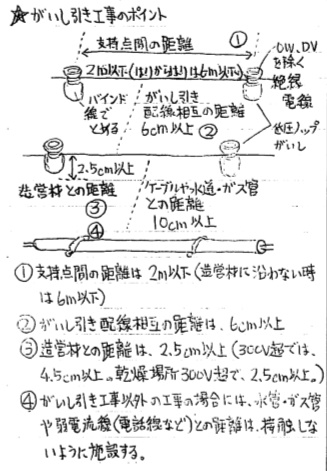 ☆がいし引き工事のポイント
支持点間の距離 ①
2m以下(はりからはりは6m以下)
OW、DVを除く絶縁電線
バインド線でとめる
がいし引き配線相互の距離
6cm以上 ②
低圧ノップがいし
2.5cm以上
造営材との距離
③
ケーブルや水道・ガス管との距離
10cm以上
④
①支持点間の距離は2m以下(造営材に沿わない時
は6m以下)
②がいし引き配線相互の距離は、6cm以上
③造営材との距離は、2.5cm以上(300V超では、
4.5cm以上。乾燥場所300V超で、2.5cm以上。)
④がいし引き工事以外の工事の場合には、水管・ガス管
や弱電流線(電話線など)との距離は、接触しな
いように施設する。